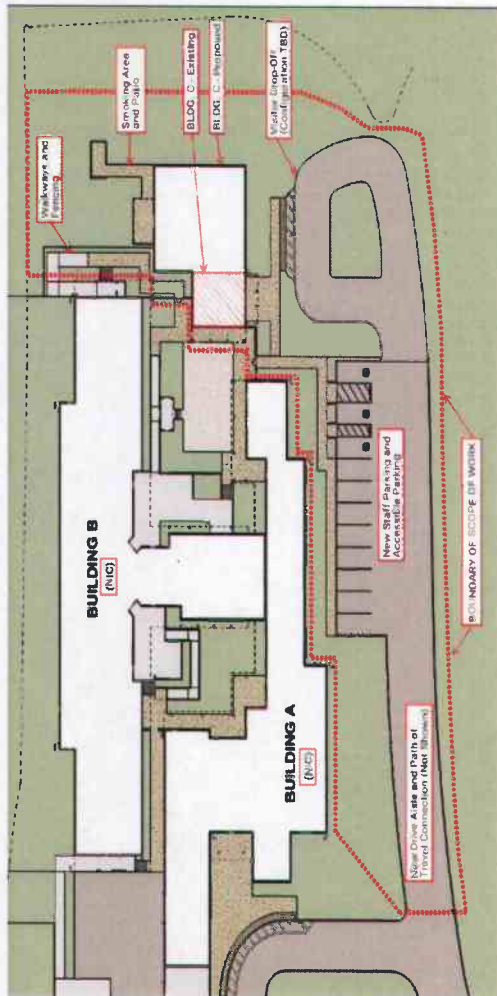 Walkways and
Fencing
Smoking Area
and Patio
BLDG. C - Existing
BLDG. C - Proposed
Visitor Drop-Off
(Configuration TBD)
BUILDING B
(NIC)
BUILDING A
(NIC)
New Staff Parking and
Accessible Parking
New Drive Aisle and Path of
Travel Connection (Not Shown)
BOUNDARY OF SCOPE OF WORK